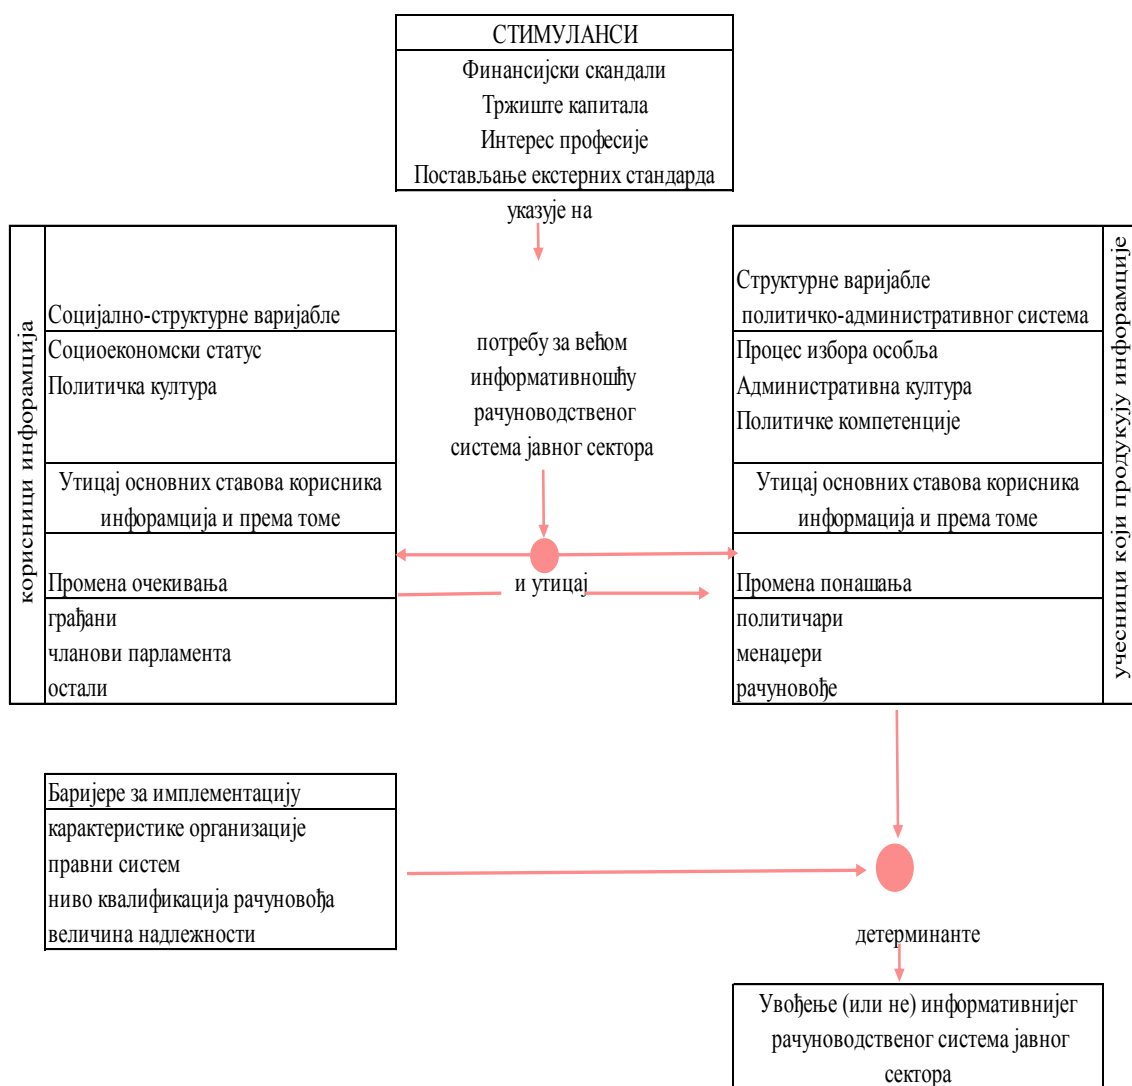 СТИМУЛАНСИ
Финансијски скандали
Тржиште капитала
Интерес професије
Постављање екстерних стандарда
указује на
корисници инфорамција
Социјално-структурне варијабле
Социоекономски статус
Политичка култура
Утицај основних ставова корисника
инфорамција и према томе
Промена очекивања
грађани
чланови парламента
остали
потребу за већом
информативношћу
рачуноводственог
система јавног сектора
и утицај
Структурне варијабле
политичко-административног система
Процес избора особља
Административна култура
Политичке компетенције
Утицај основних ставова корисника
информација и према томе
Промена понашања
политичари
менаџери
рачуновође
учесници који продукују инфорамције
Баријере за имплементацију
карактеристике организације
правни систем
ниво квалификација рачуновођа
величина надлежности
детерминанте
Увођење (или не) информативнијег
рачуноводственог система јавног
сектора